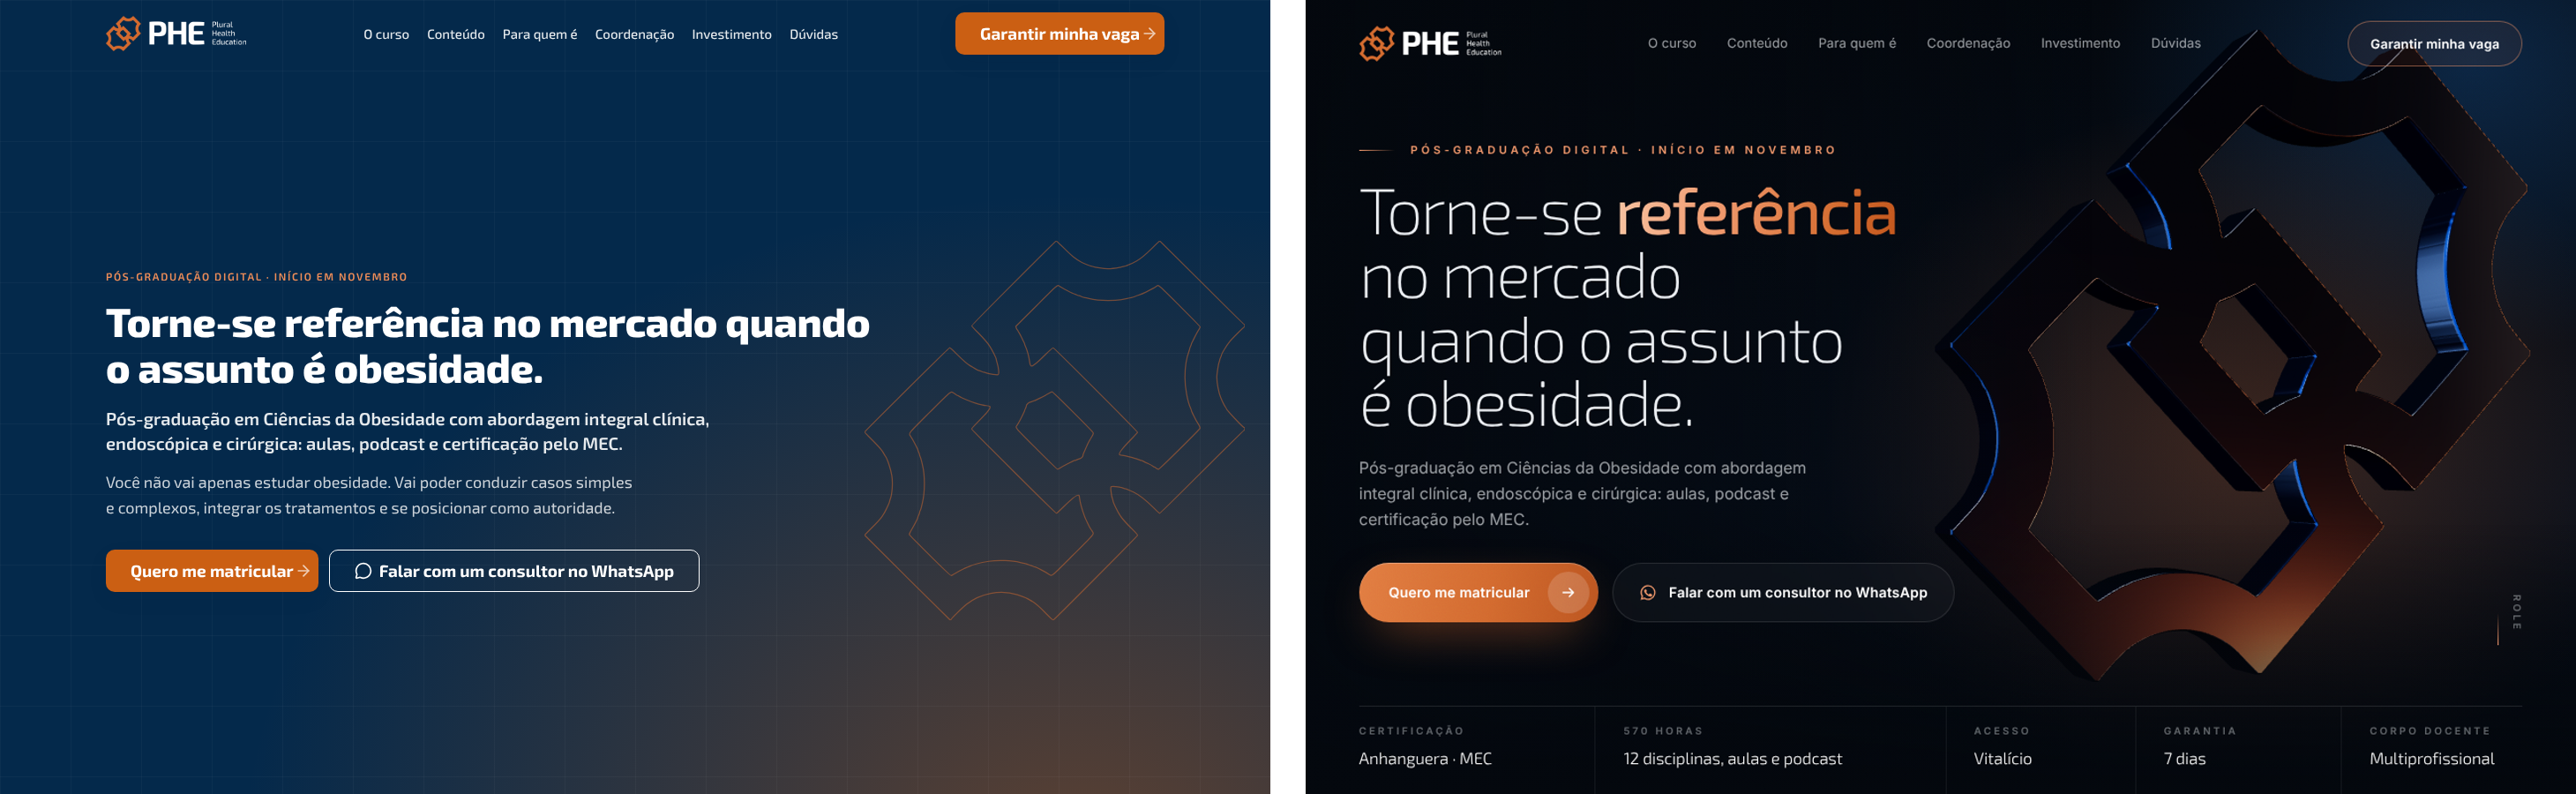 PHE Plural
Health
Education
O curso Conteúdo Para quem é Coordenação Investimento Dúvidas
Garantir minha vaga →
PÓS-GRADUAÇÃO DIGITAL · INÍCIO EM NOVEMBRO
Torne-se referência no mercado quando
o assunto é obesidade.
Pós-graduação em Ciências da Obesidade com abordagem integral clínica,
endoscópica e cirúrgica: aulas, podcast e certificação pelo MEC.
Você não vai apenas estudar obesidade. Vai poder conduzir casos simples
e complexos, integrar os tratamentos e se posicionar como autoridade.
Quero me matricular →
Falar com um consultor no WhatsApp
PHE Plural
Health
Education
O curso Conteúdo Para quem é Coordenação Investimento Dúvidas
Garantir minha vaga
PÓS-GRADUAÇÃO DIGITAL · INÍCIO EM NOVEMBRO
Torne-se referência
no mercado
quando o assunto
é obesidade.
Pós-graduação em Ciências da Obesidade com abordagem
integral clínica, endoscópica e cirúrgica: aulas, podcast e
certificação pelo MEC.
Quero me matricular →
Falar com um consultor no WhatsApp
ROLE
CERTIFICAÇÃO
Anhanguera · MEC
570 HORAS
12 disciplinas, aulas e podcast
ACESSO
Vitalício
GARANTIA
7 dias
CORPO DOCENTE
Multiprofissional